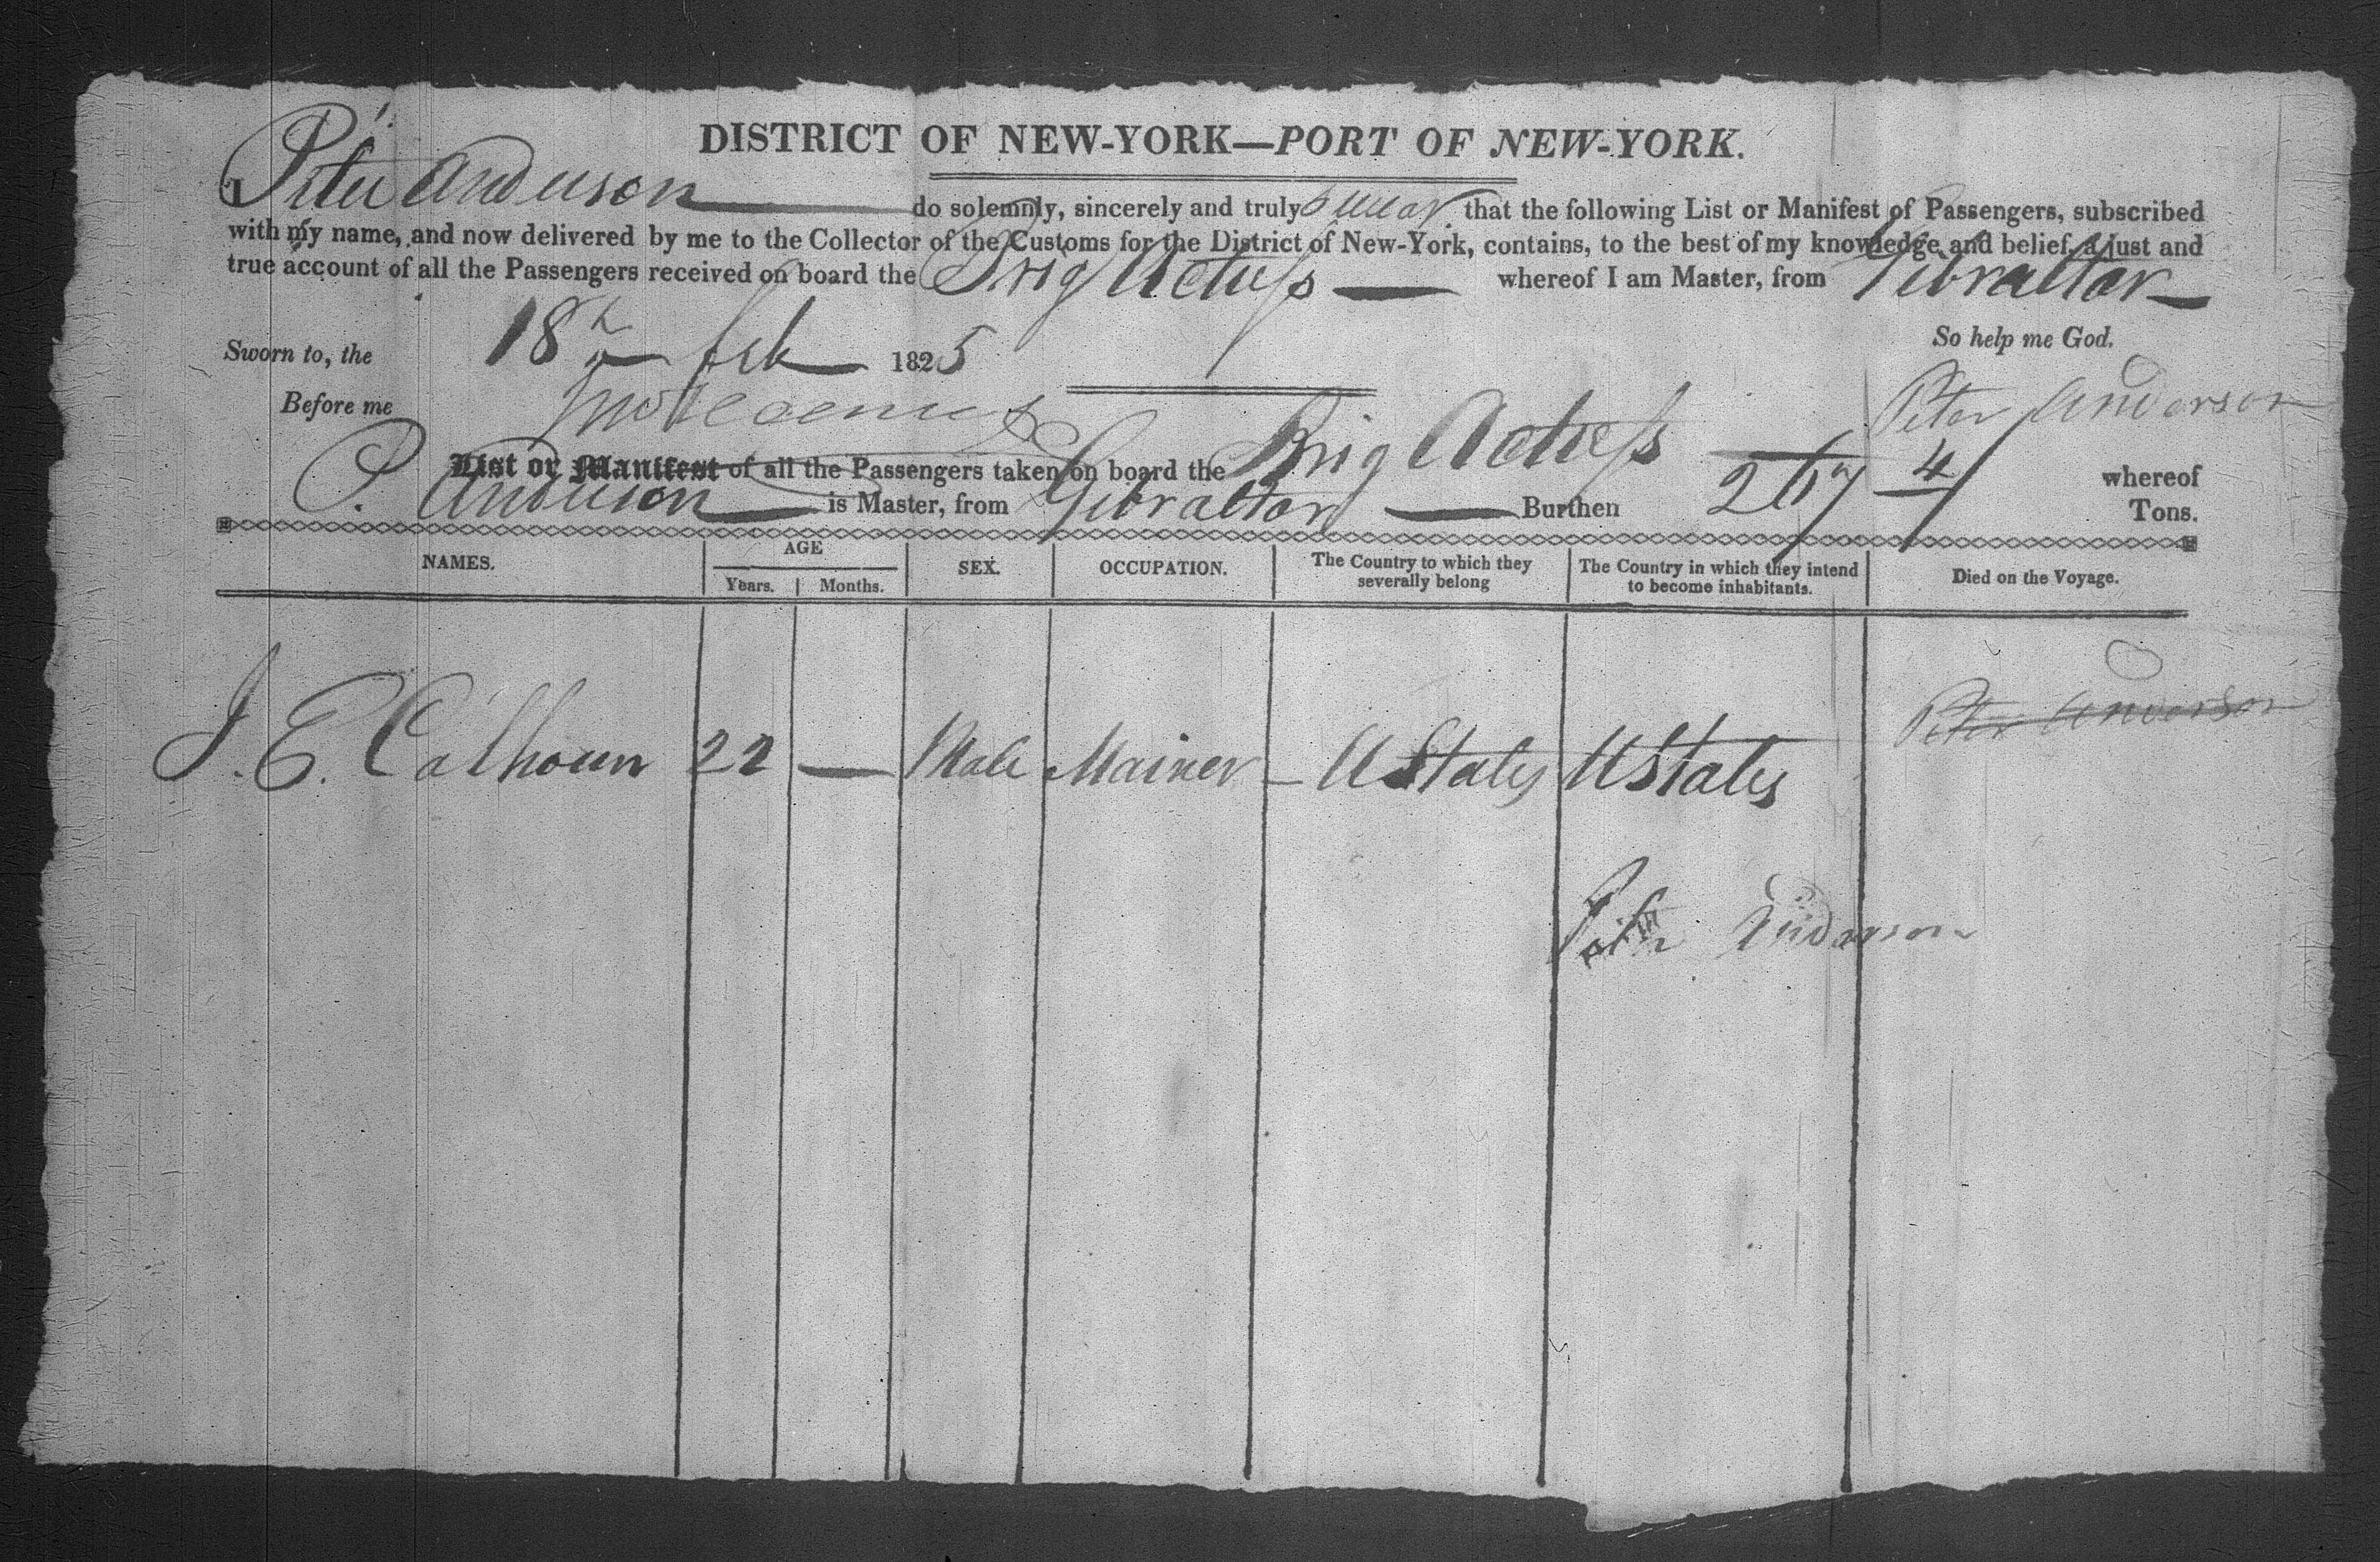 DISTRICT OF NEW-YORK—PORT OF NEW-YORK.
I Peter Anderson do solemnly, sincerely and truly swear that the following List or Manifest of Passengers, subscribed
with my name, and now delivered by me to the Collector of the Customs for the District of New-York, contains, to the best of my knowledge and belief, a just and
true account of all the Passengers received on board the Brig Actress whereof I am Master, from Gibraltar
So help me God.
Sworn to, the 18th feb 1825
Before me
Peter Anderson
List or Manifest of all the Passengers taken on board the Brig Actress whereof
P. Anderson is Master, from Gibraltar Burthen 267 4/ Tons.
NAMES. AGE SEX. OCCUPATION. The Country to which they severally belong The Country in which they intend to become inhabitants. Died on the Voyage.
Years. Months.
Peter Anderson
J. E. Calhoun 22 — Male Mainer — UStates UStates
Peter Anderson